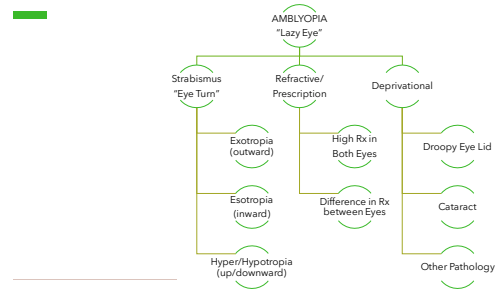 AMBLYOPIA
“Lazy Eye”
Strabismus
“Eye Turn”
Refractive/
Prescription
Deprivational
Exotropia
(outward)
High Rx in
Both Eyes
Droopy Eye Lid
Esotropia
(inward)
Difference in Rx
between Eyes
Cataract
Hyper/Hypotropia
(up/downward)
Other Pathology